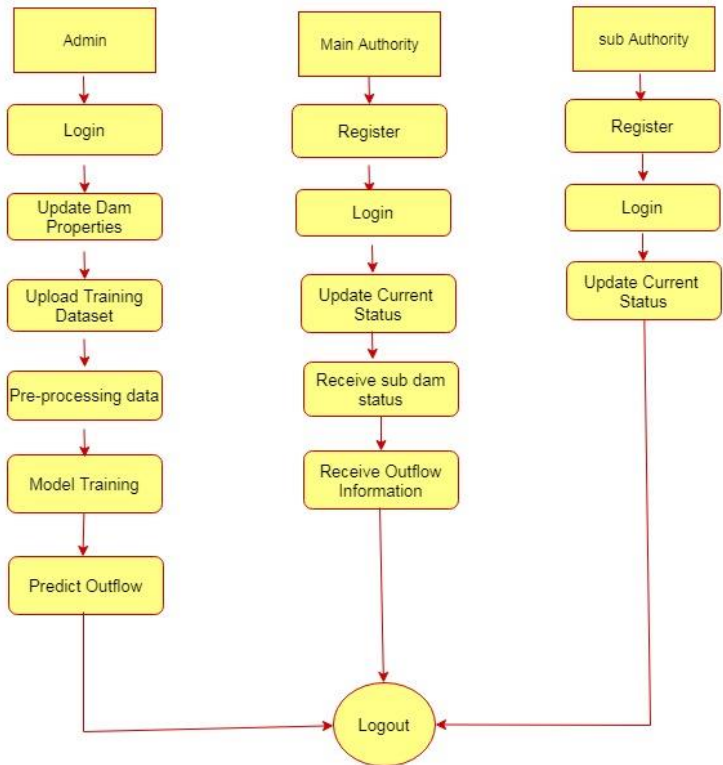 Admin
Login
Update Dam
Properties
Upload Training
Dataset
Pre-processing data
Model Training
Predict Outflow
Main Authority
Register
Login
Update Current
Status
Receive sub dam
status
Receive Outflow
Information
sub Authority
Register
Login
Update Current
Status
Logout